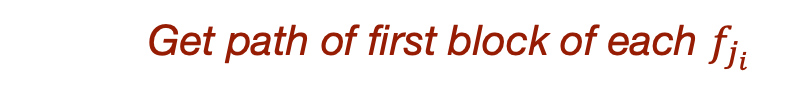 Get path of first block of each $f_{j_i}$